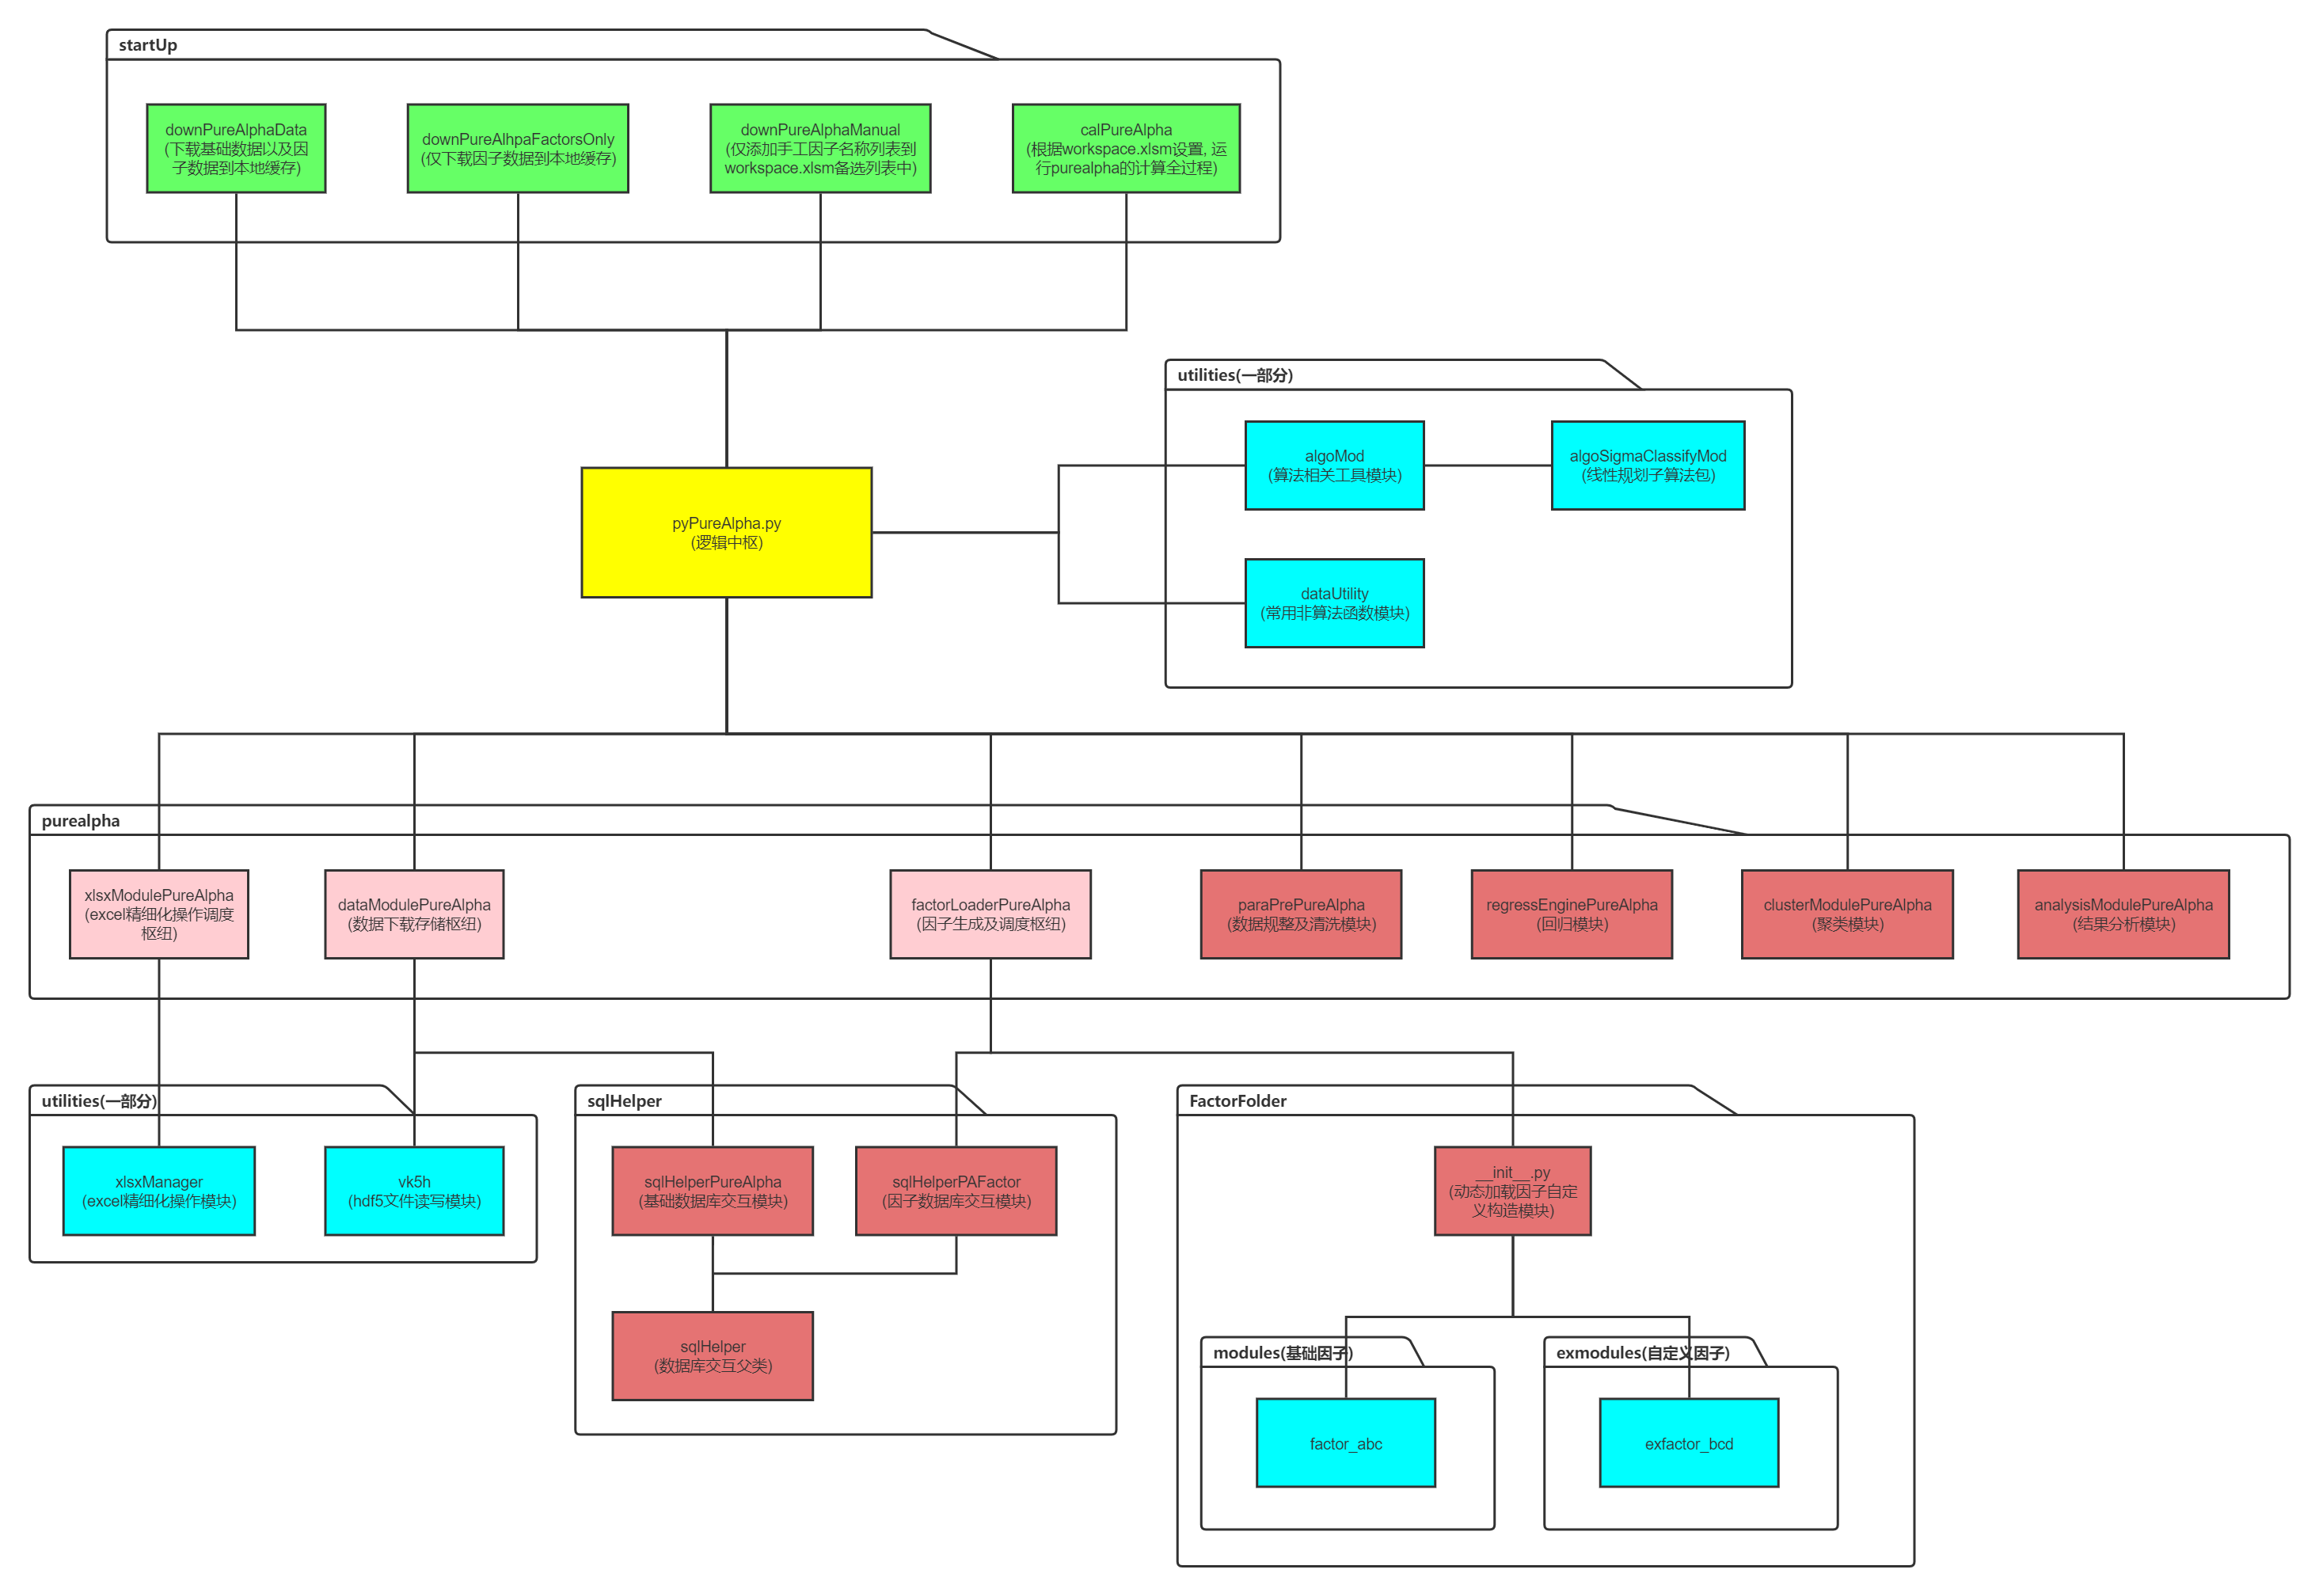 startUp
downPureAlphaData
(下载基础数据以及因
子数据到本地缓存)
downPureAlhpaFactorsOnly
(仅下载因子数据到本地缓存)
downPureAlphaManual
(仅添加手工因子名称列表到
workspace.xlsm备选列表中)
calPureAlpha
(根据workspace.xlsm设置, 运
行purealpha的计算全过程)
utilities(一部分)
algoMod
(算法相关工具模块)
algoSigmaClassifyMod
(线性规划子算法包)
pyPureAlpha.py
(逻辑中枢)
dataUtility
(常用非算法函数模块)
purealpha
xlsxModulePureAlpha
(excel精细化操作调度
枢纽)
dataModulePureAlpha
(数据下载存储枢纽)
factorLoaderPureAlpha
(因子生成及调度枢纽)
paraPrePureAlpha
(数据规整及清洗模块)
regressEnginePureAlpha
(回归模块)
clusterModulePureAlpha
(聚类模块)
analysisModulePureAlpha
(结果分析模块)
utilities(一部分)
xlsxManager
(excel精细化操作模块)
vk5h
(hdf5文件读写模块)
sqlHelper
sqlHelperPureAlpha
(基础数据库交互模块)
sqlHelperPAFactor
(因子数据库交互模块)
sqlHelper
(数据库交互父类)
FactorFolder
__init__.py
(动态加载因子自定
义构造模块)
modules(基础因子)
factor_abc
exmodules(自定义因子)
exfactor_bcd